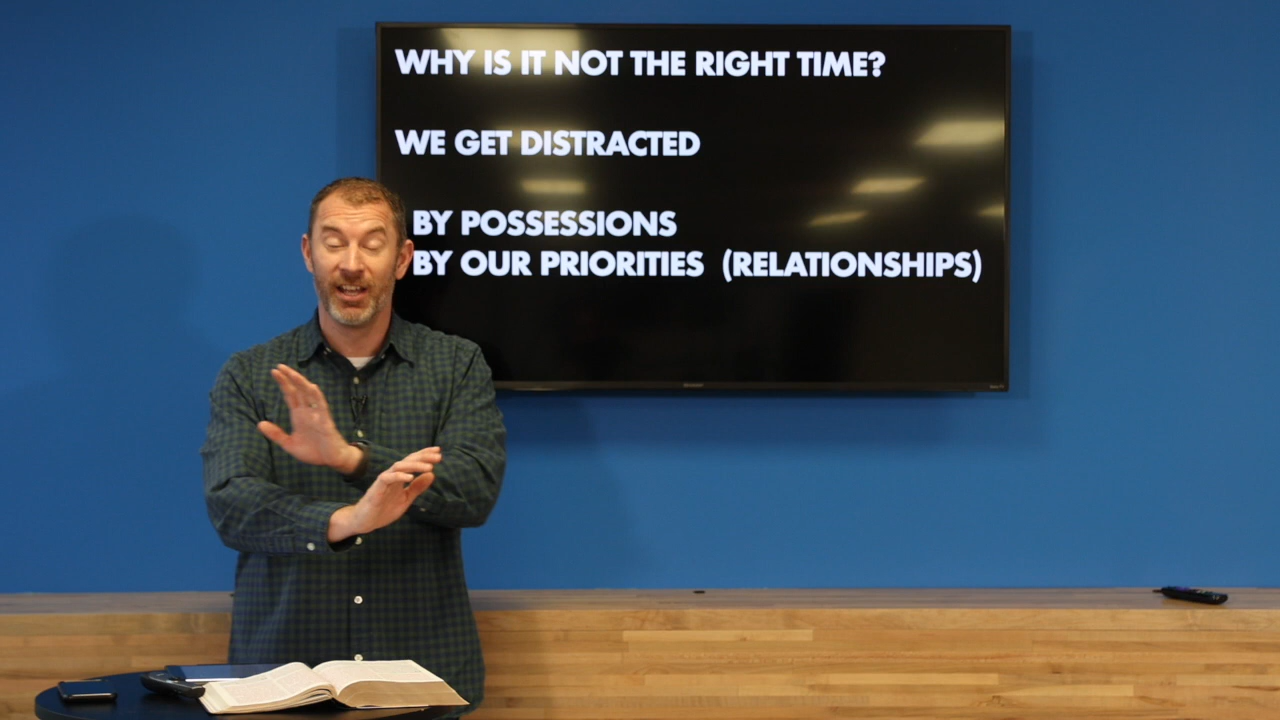 WHY IS IT NOT THE RIGHT TIME?
WE GET DISTRACTED
BY POSSESSIONS
BY OUR PRIORITIES (RELATIONSHIPS)